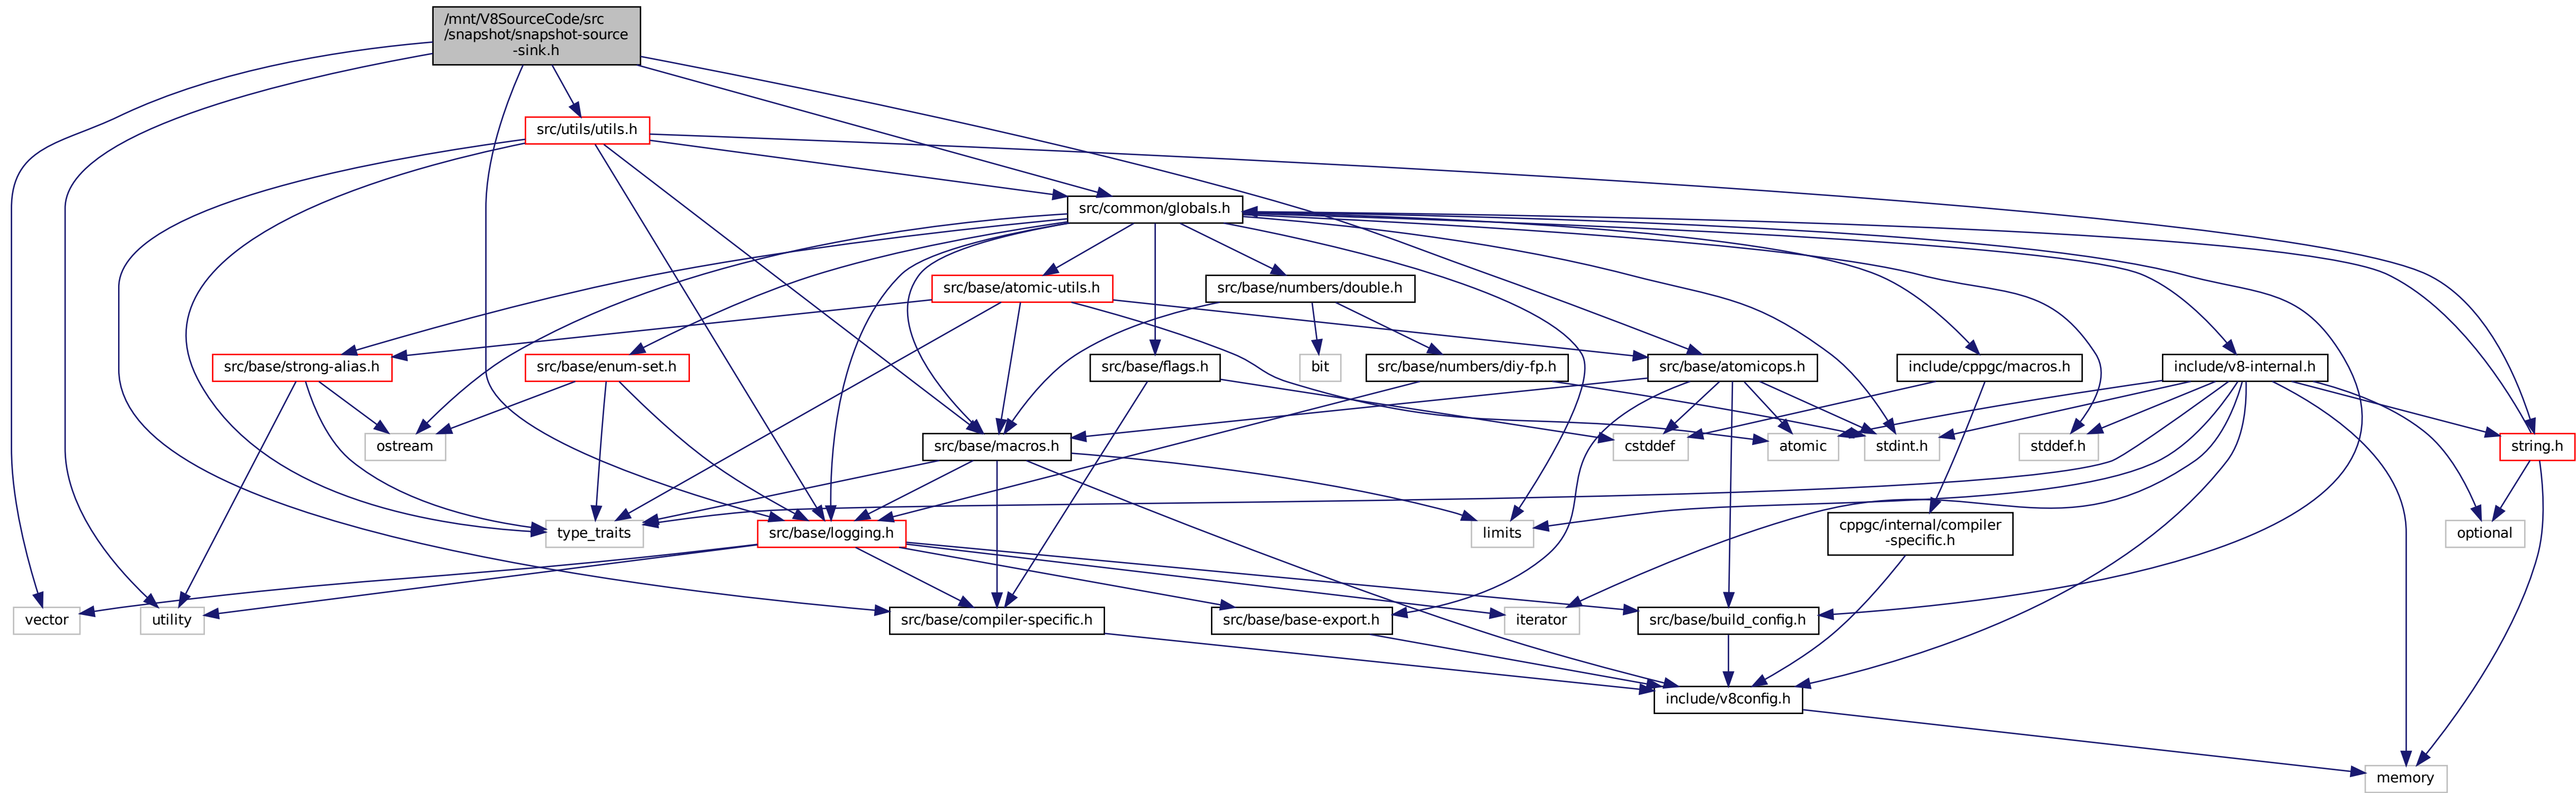 /mnt/V8SourceCode/src
/snapshot/snapshot-source
-sink.h
src/utils/utils.h
src/common/globals.h
src/base/atomic-utils.h
src/base/numbers/double.h
src/base/strong-alias.h
src/base/enum-set.h
src/base/flags.h
bit
src/base/numbers/diy-fp.h
src/base/atomicops.h
include/cppgc/macros.h
include/v8-internal.h
ostream
src/base/macros.h
cstddef
atomic
stdint.h
stddef.h
string.h
type_traits
src/base/logging.h
limits
cppgc/internal/compiler
-specific.h
optional
vector
utility
src/base/compiler-specific.h
src/base/base-export.h
iterator
src/base/build_config.h
include/v8config.h
memory